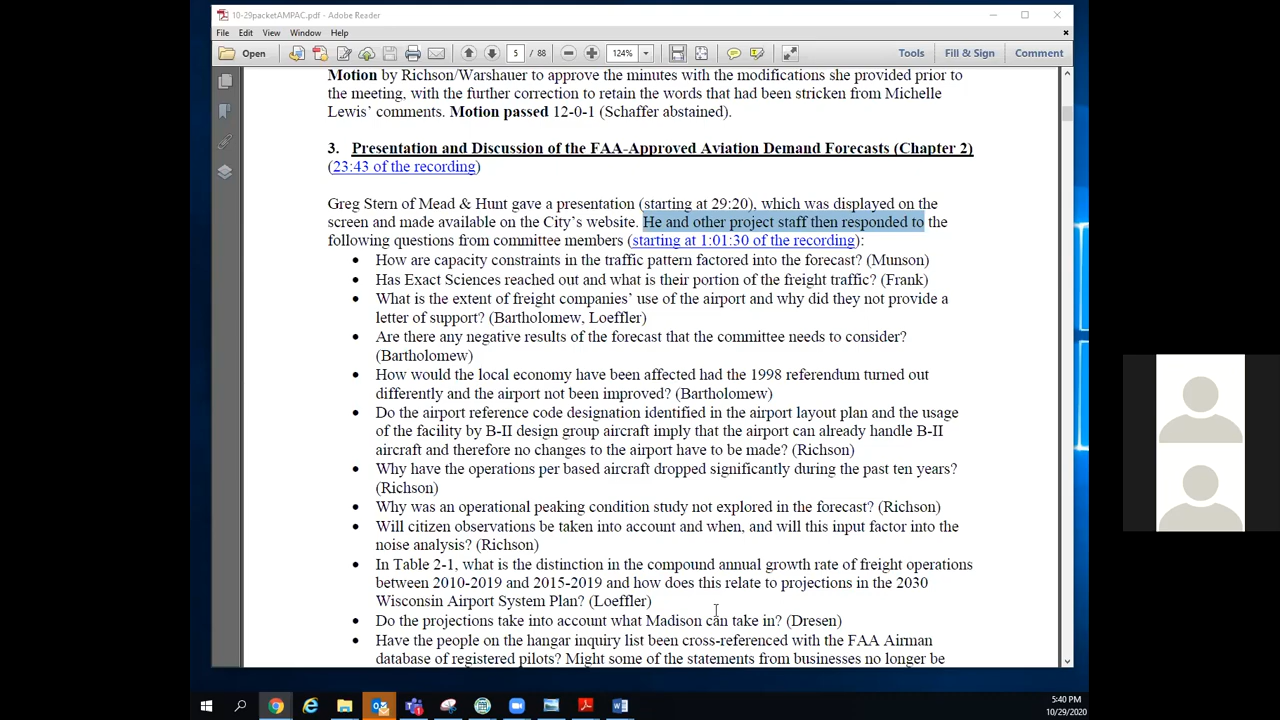 10-29packetAMPAC.pdf - Adobe Reader
File Edit View Window Help
Open 5 / 88 124% Tools Fill & Sign Comment
Motion by Richson/Warshauer to approve the minutes with the modifications she provided prior to
the meeting, with the further correction to retain the words that had been stricken from Michelle
Lewis' comments. Motion passed 12-0-1 (Schaffer abstained).
3. Presentation and Discussion of the FAA-Approved Aviation Demand Forecasts (Chapter 2)
(23:43 of the recording)
Greg Stern of Mead & Hunt gave a presentation (starting at 29:20), which was displayed on the
screen and made available on the City's website. He and other project staff then responded to the
following questions from committee members (starting at 1:01:30 of the recording):
• How are capacity constraints in the traffic pattern factored into the forecast? (Munson)
• Has Exact Sciences reached out and what is their portion of the freight traffic? (Frank)
• What is the extent of freight companies' use of the airport and why did they not provide a
letter of support? (Bartholomew, Loeffler)
• Are there any negative results of the forecast that the committee needs to consider?
(Bartholomew)
• How would the local economy have been affected had the 1998 referendum turned out
differently and the airport not been improved? (Bartholomew)
• Do the airport reference code designation identified in the airport layout plan and the usage
of the facility by B-II design group aircraft imply that the airport can already handle B-II
aircraft and therefore no changes to the airport have to be made? (Richson)
• Why have the operations per based aircraft dropped significantly during the past ten years?
(Richson)
• Why was an operational peaking condition study not explored in the forecast? (Richson)
• Will citizen observations be taken into account and when, and will this input factor into the
noise analysis? (Richson)
• In Table 2-1, what is the distinction in the compound annual growth rate of freight operations
between 2010-2019 and 2015-2019 and how does this relate to projections in the 2030
Wisconsin Airport System Plan? (Loeffler)
• Do the projections take into account what Madison can take in? (Dresen)
• Have the people on the hangar inquiry list been cross-referenced with the FAA Airman
database of registered pilots? Might some of the statements from businesses no longer be
5:40 PM
10/29/2020